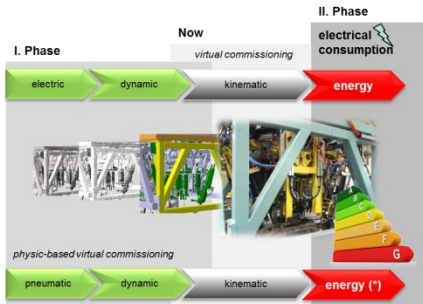 II. Phase
Now
I. Phase
electrical
consumption
virtual commissioning
electric
dynamic
kinematic
energy
A
B
C
D
E
F
G
physic-based virtual commissioning
pneumatic
dynamic
kinematic
energy (*)